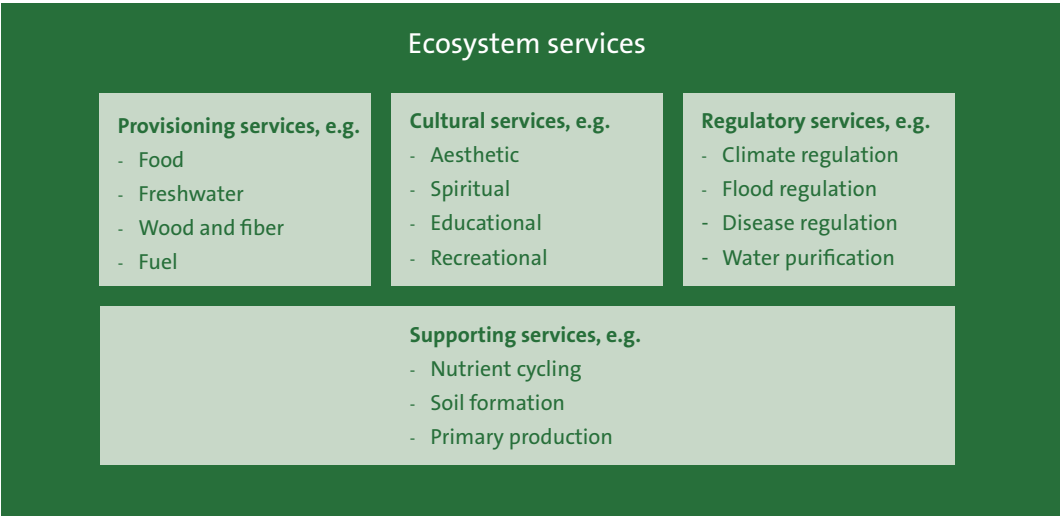 Ecosystem services
Provisioning services, e.g.
- Food
- Freshwater
- Wood and fiber
- Fuel
Cultural services, e.g.
- Aesthetic
- Spiritual
- Educational
- Recreational
Regulatory services, e.g.
- Climate regulation
- Flood regulation
- Disease regulation
- Water purification
Supporting services, e.g.
- Nutrient cycling
- Soil formation
- Primary production